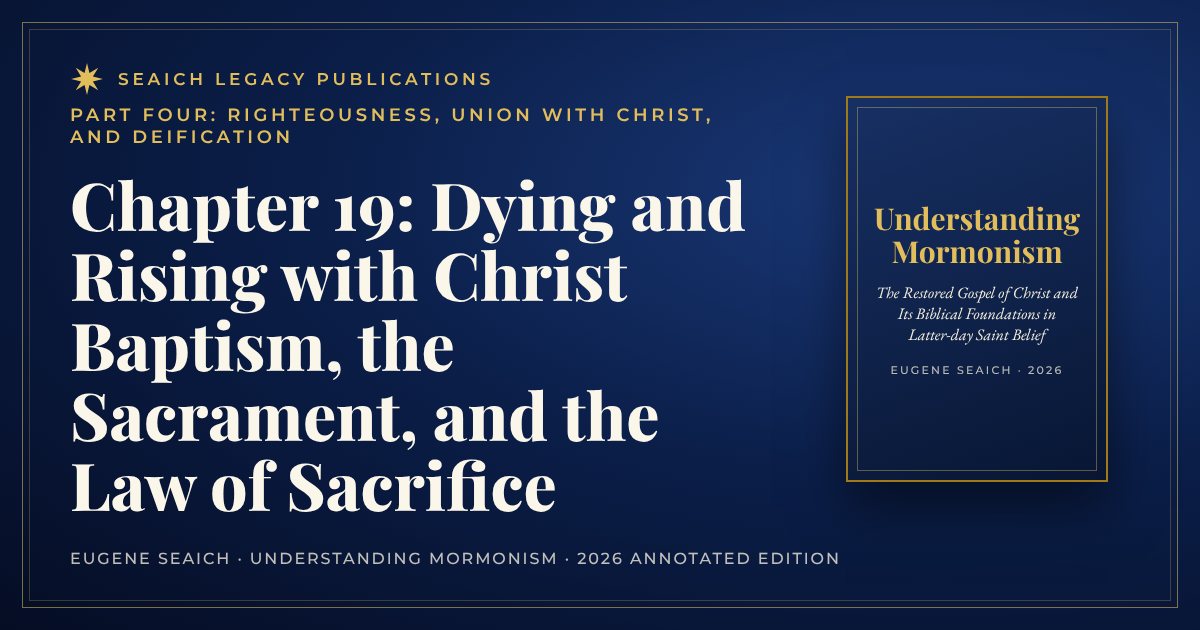 SEAICH LEGACY PUBLICATIONS
PART FOUR: RIGHTEOUSNESS, UNION WITH CHRIST,
AND DEIFICATION
Chapter 19: Dying and
Rising with Christ
Baptism, the
Sacrament, and the
Law of Sacrifice
EUGENE SEAICH · UNDERSTANDING MORMONISM · 2026 ANNOTATED EDITION
Understanding
Mormonism
The Restored Gospel of Christ and
Its Biblical Foundations in
Latter-day Saint Belief
EUGENE SEAICH · 2026